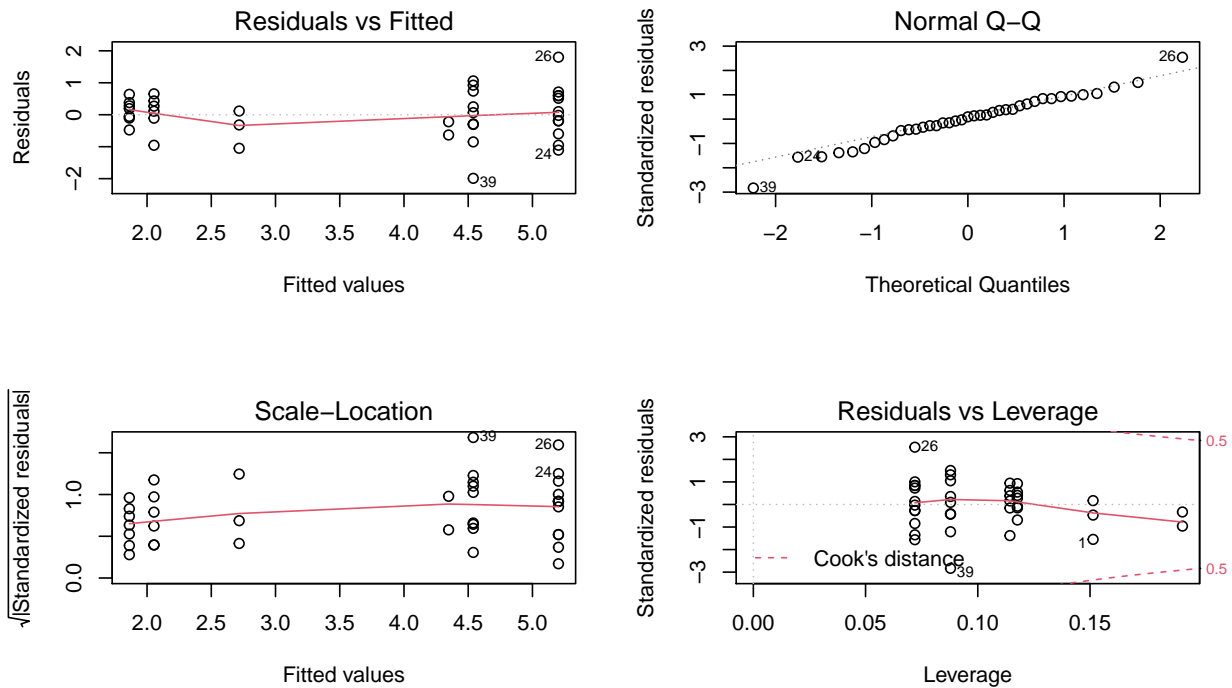 Residuals vs Fitted
Residuals
2
1
0
−2
26
24
39
2.0 2.5 3.0 3.5 4.0 4.5 5.0
Fitted values
Normal Q−Q
Standardized residuals
3
1
−1
−3
26
24
39
−2 −1 0 1 2
Theoretical Quantiles
Scale−Location
√|Standardized residuals|
1.0
0.0
39
26
24
2.0 2.5 3.0 3.5 4.0 4.5 5.0
Fitted values
Residuals vs Leverage
Standardized residuals
3
1
−1
−3
26
1
39
Cook's distance
0.5
0.5
0.00 0.05 0.10 0.15
Leverage